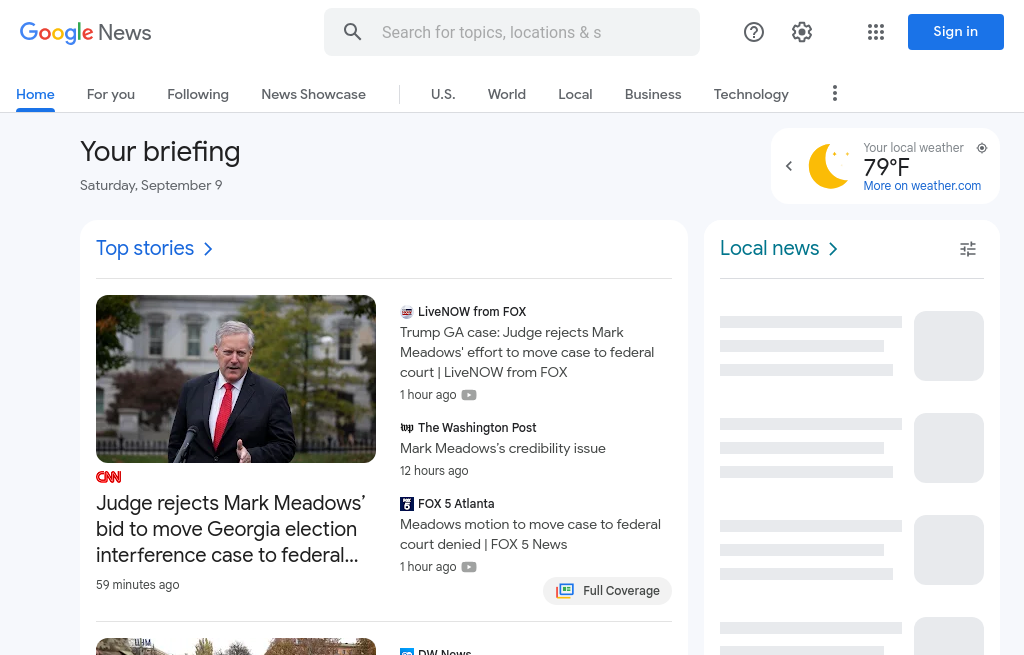 Google News
Search for topics, locations & s
Sign in
Home
For you
Following
News Showcase
U.S.
World
Local
Business
Technology
Your briefing
Saturday, September 9
Your local weather
79°F
More on weather.com
Top stories
Local news
CNN
Judge rejects Mark Meadows’
bid to move Georgia election
interference case to federal...
59 minutes ago
LiveNOW from FOX
Trump GA case: Judge rejects Mark
Meadows' effort to move case to federal
court | LiveNOW from FOX
1 hour ago
wp The Washington Post
Mark Meadows’s credibility issue
12 hours ago
FOX 5 Atlanta
Meadows motion to move case to federal
court denied | FOX 5 News
1 hour ago
Full Coverage
DW News